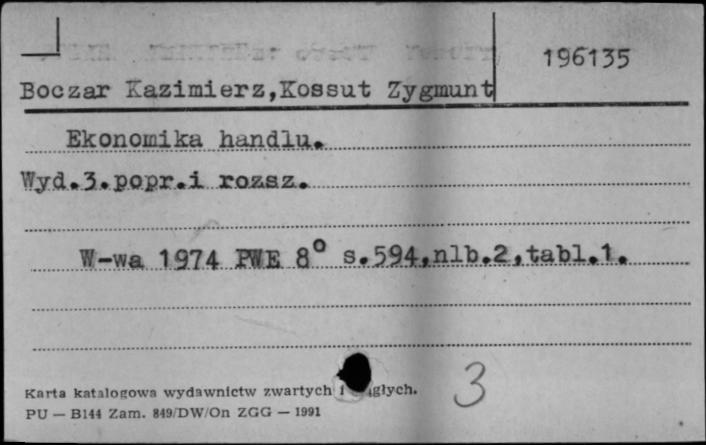 196135
Boczar Kazimierz,Kossut Zygmunt
Ekonomika handlu.
Wyd.3.popr.i rozsz.
W-wa 1974 PWE 8° s.594,nlb.2,tabl.1.
3
Karta katalogowa wydawnictw zwartych i
PU — B144 Zam. 849/DW/On ZGG — 1991